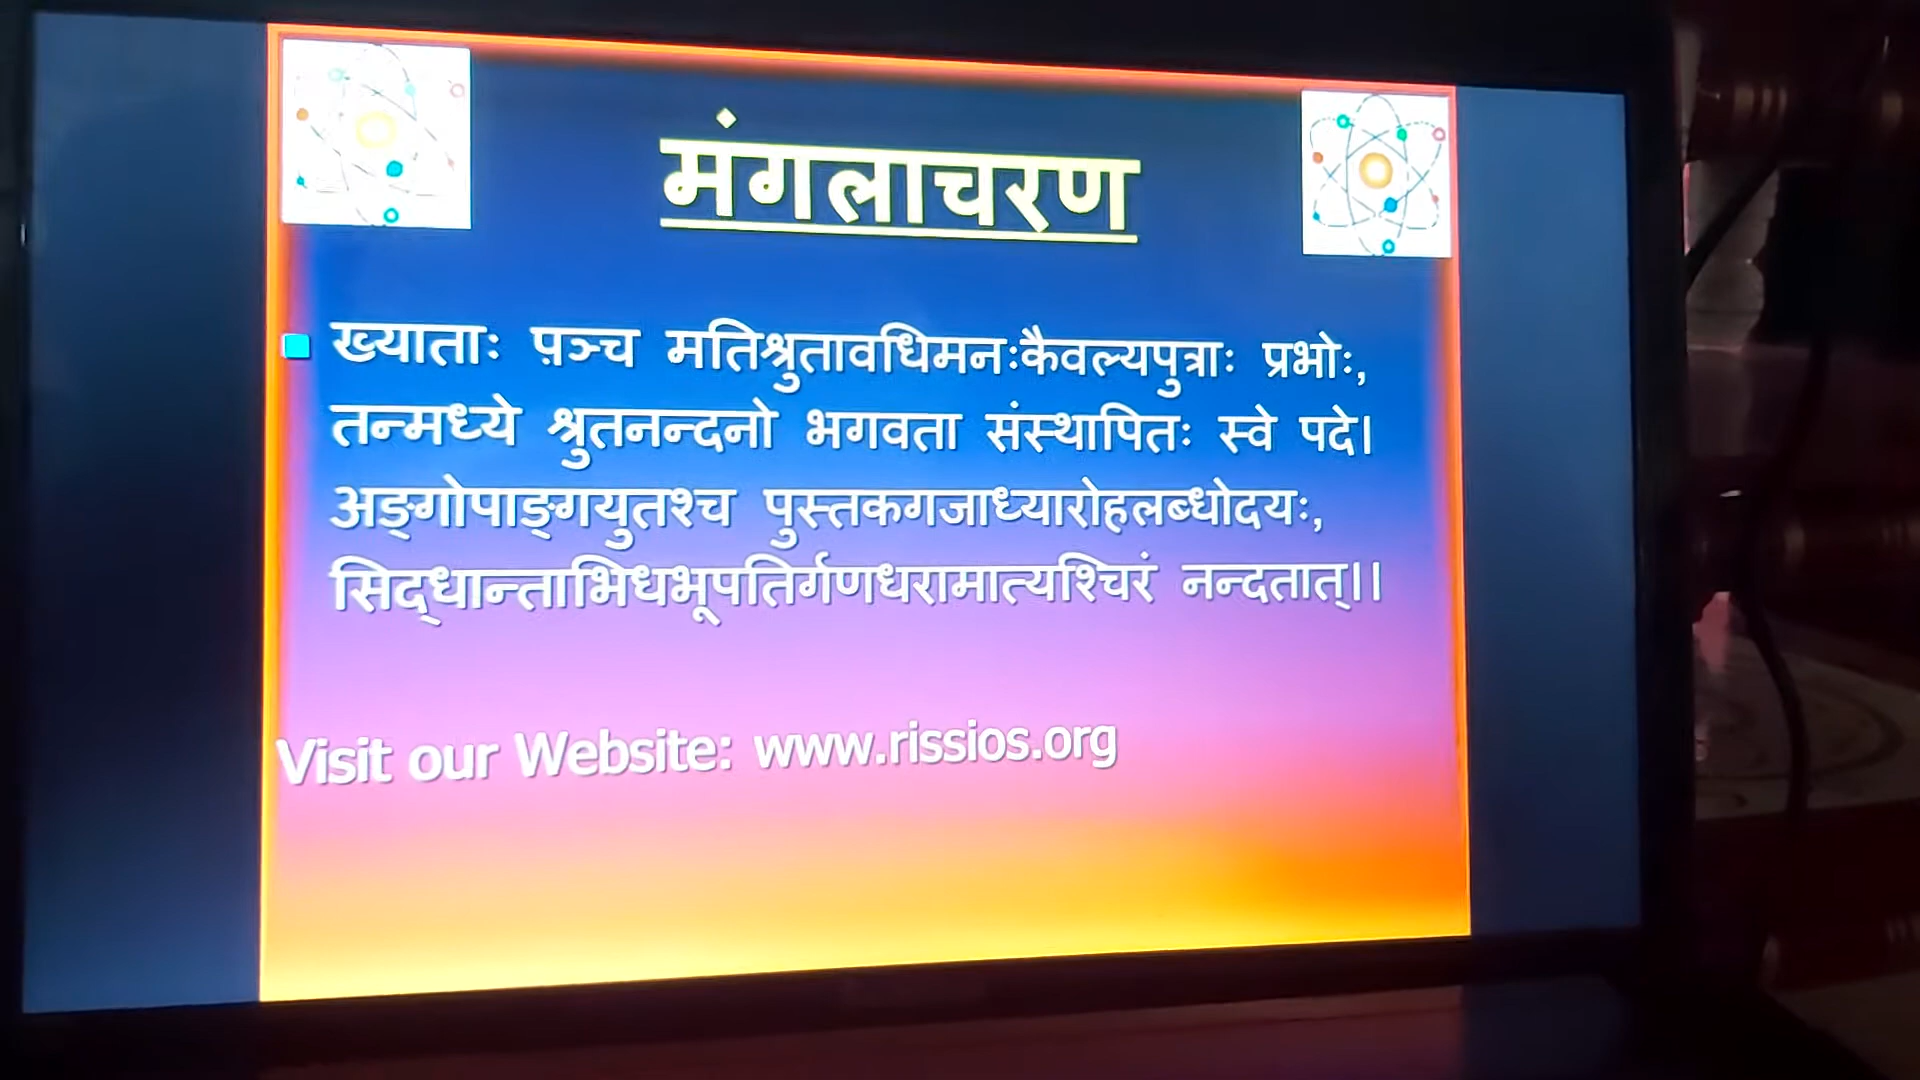 मंगलाचरण
ख्याताः प़ञ्च मतिश्रुतावधिमनःकैवल्यपुत्राः प्रभोः,
तन्मध्ये श्रुतनन्दनो भगवता संस्थापितः स्वे पदे।
अङ्गोपाङ्गयुतश्च पुस्तकगजाध्यारोहलब्धोदयः,
सिद्धान्ताभिधभूपतिर्गणधरामात्यश्चिरं नन्दतात्।।
Visit our Website: www.rissios.org